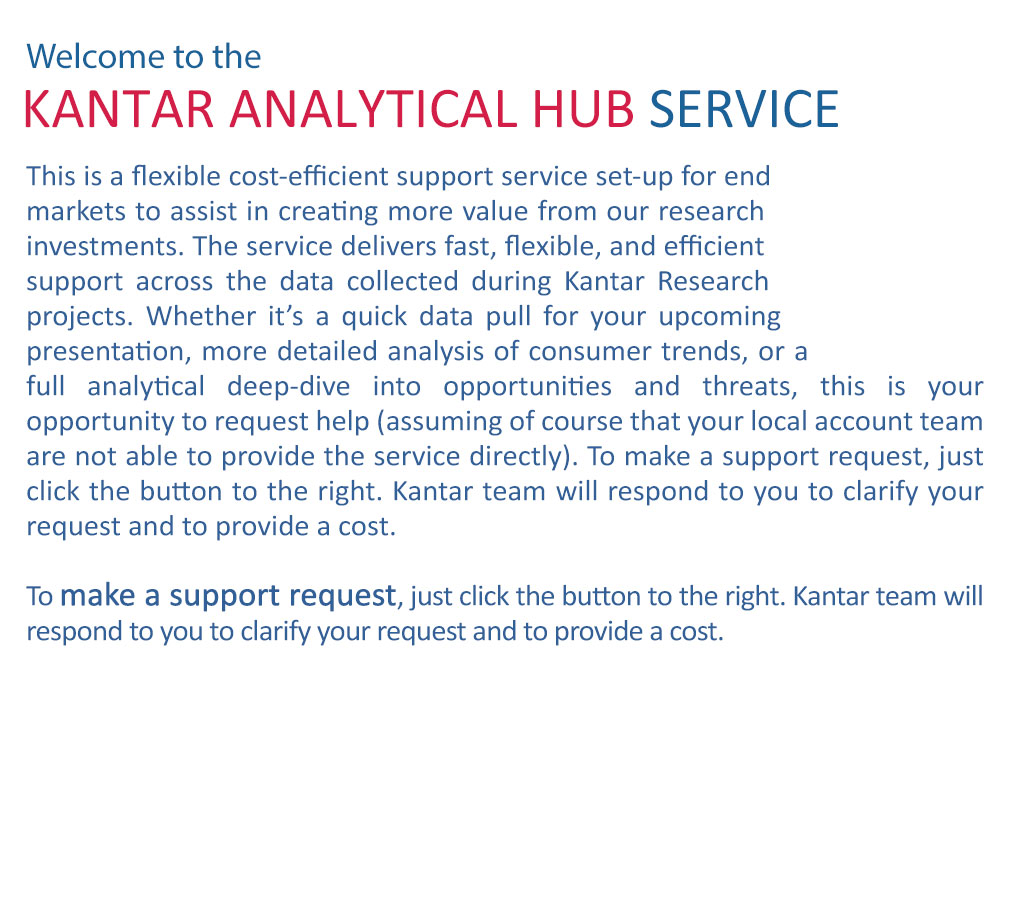 Welcome to the
KANTAR ANALYTICAL HUB SERVICE
This is a flexible cost-efficient support service set-up for end
markets to assist in creating more value from our research
investments. The service delivers fast, flexible, and efficient
support across the data collected during Kantar Research
projects. Whether it’s a quick data pull for your upcoming
presentation, more detailed analysis of consumer trends, or a
full analytical deep-dive into opportunities and threats, this is your
opportunity to request help (assuming of course that your local account team
are not able to provide the service directly). To make a support request, just
click the button to the right. Kantar team will respond to you to clarify your
request and to provide a cost.
To make a support request, just click the button to the right. Kantar team will
respond to you to clarify your request and to provide a cost.